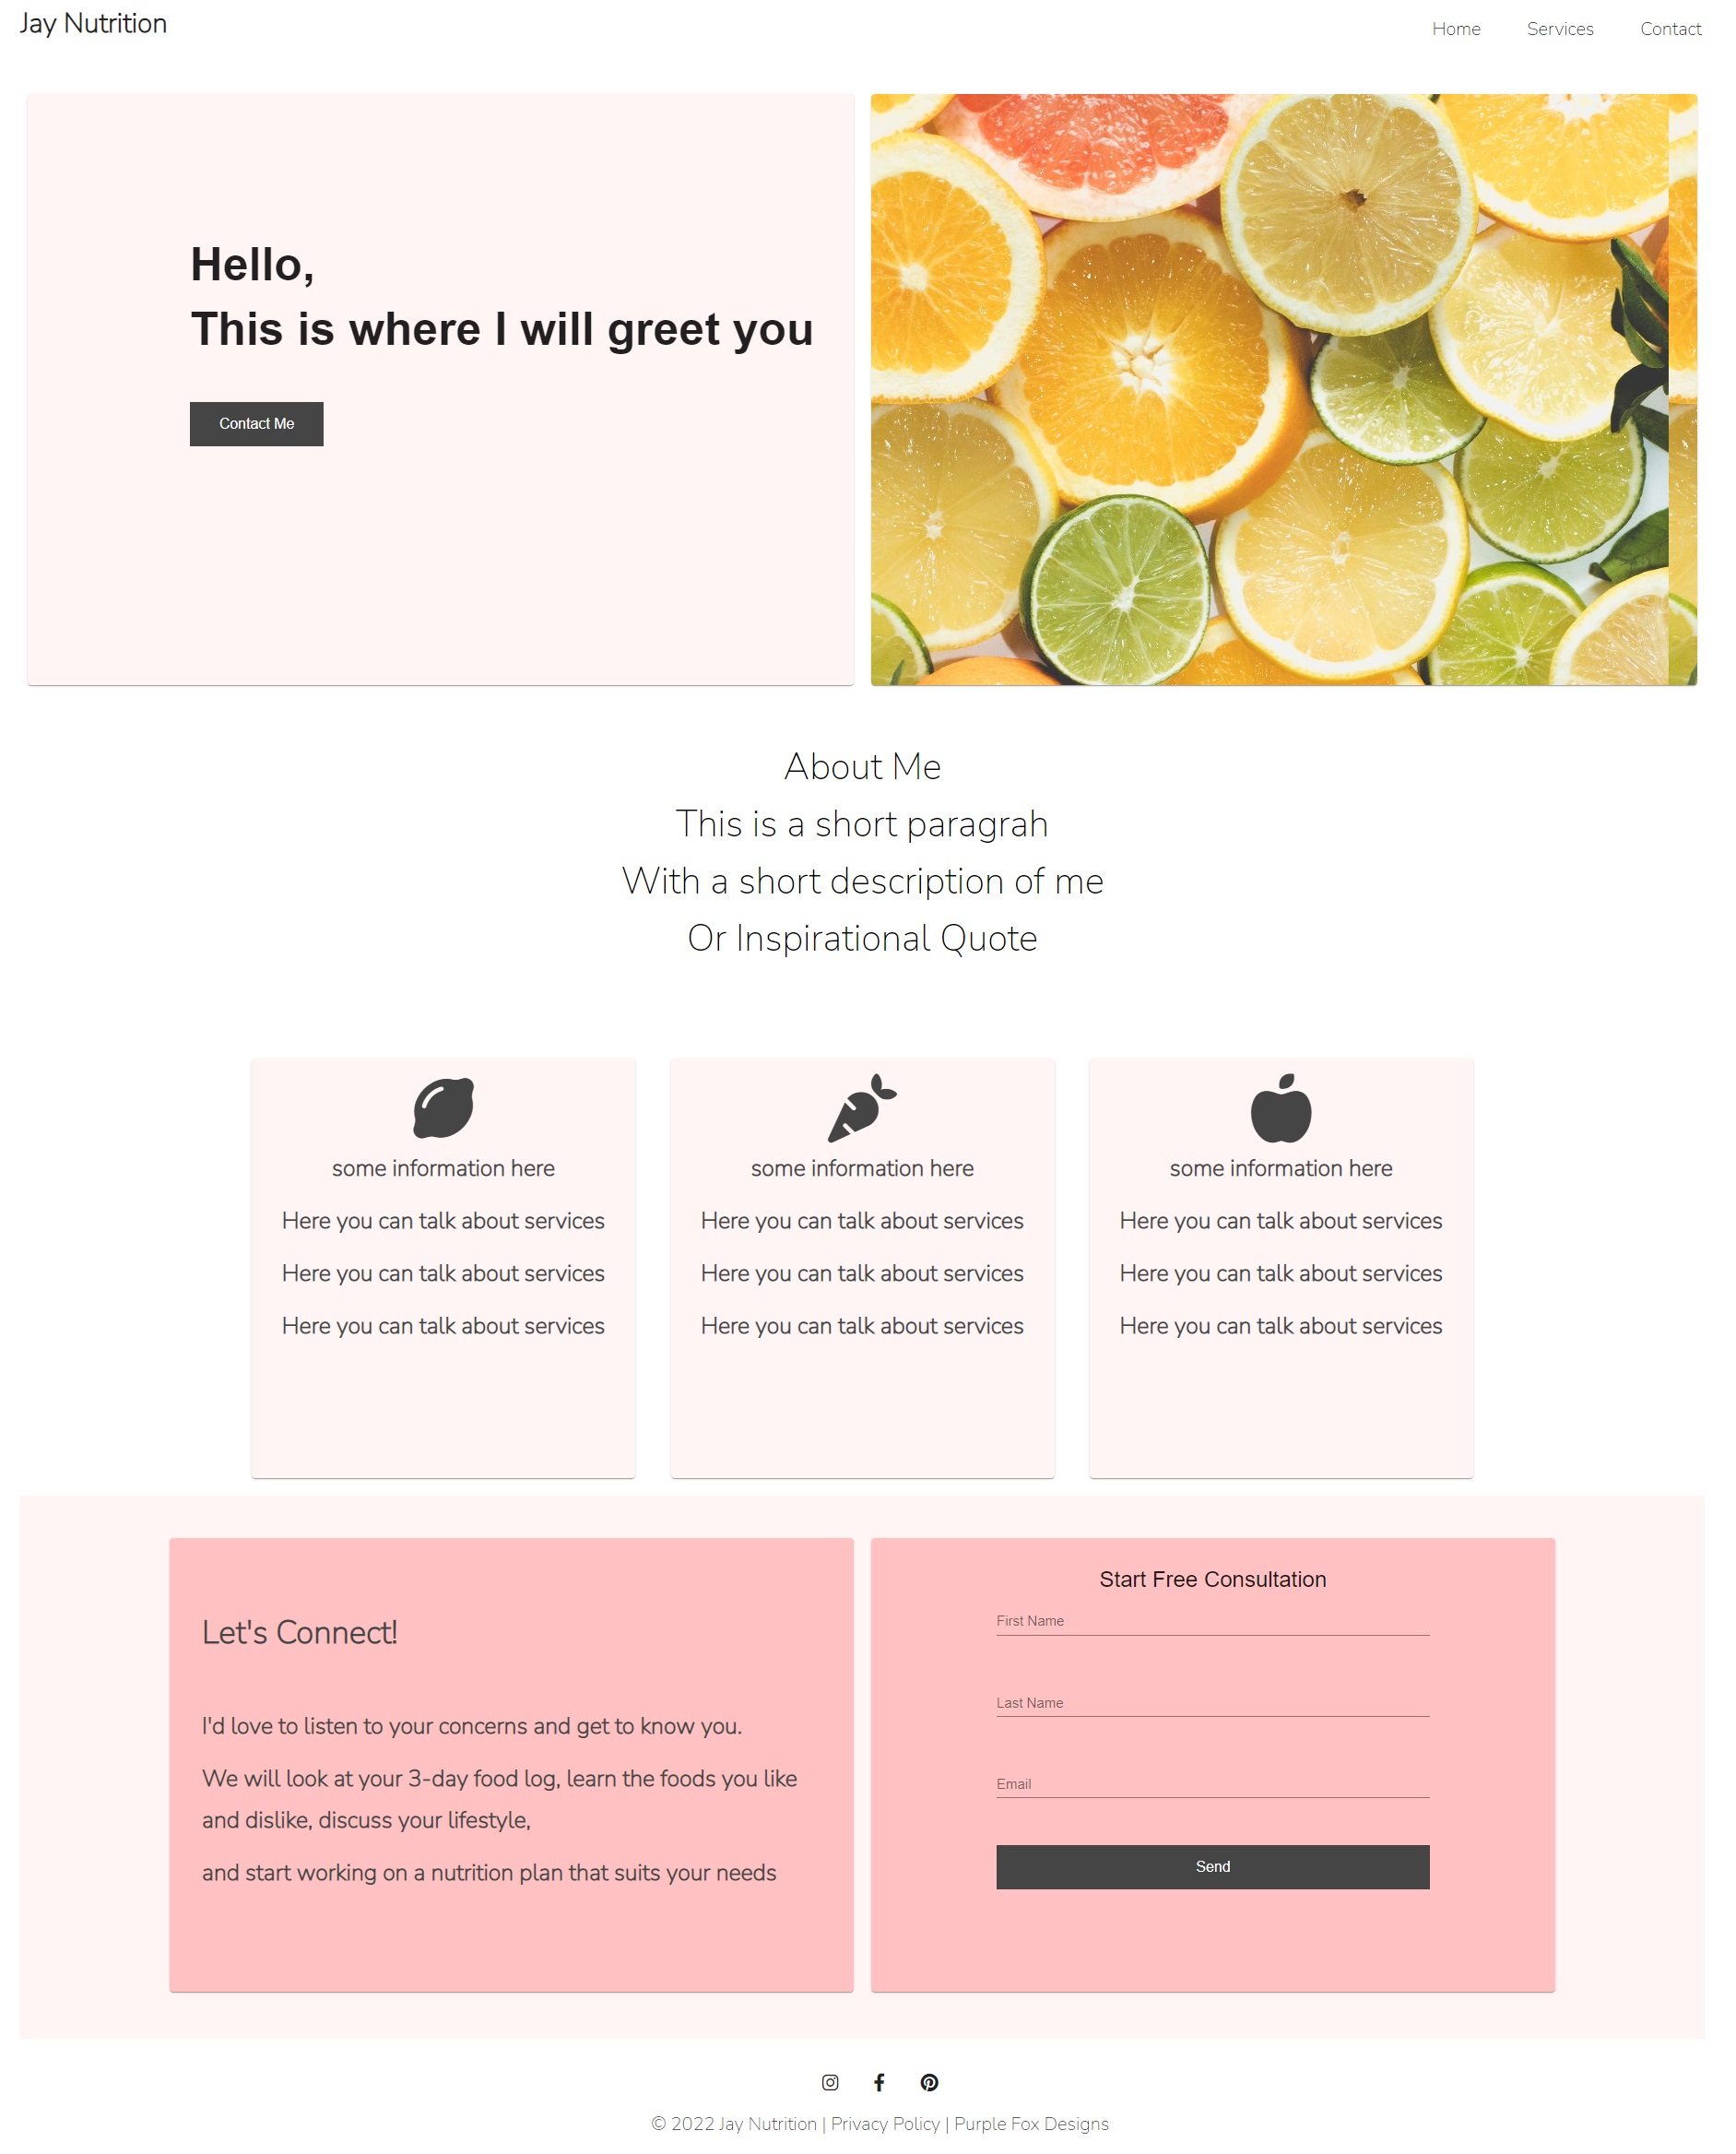 Jay Nutrition
Home Services Contact
Hello,
This is where I will greet you
Contact Me
About Me
This is a short paragrah
With a short description of me
Or Inspirational Quote
some information here
Here you can talk about services
Here you can talk about services
Here you can talk about services
some information here
Here you can talk about services
Here you can talk about services
Here you can talk about services
some information here
Here you can talk about services
Here you can talk about services
Here you can talk about services
Let's Connect!
I'd love to listen to your concerns and get to know you.
We will look at your 3-day food log, learn the foods you like
and dislike, discuss your lifestyle,
and start working on a nutrition plan that suits your needs
Start Free Consultation
First Name
Last Name
Email
Send
© 2022 Jay Nutrition | Privacy Policy | Purple Fox Designs